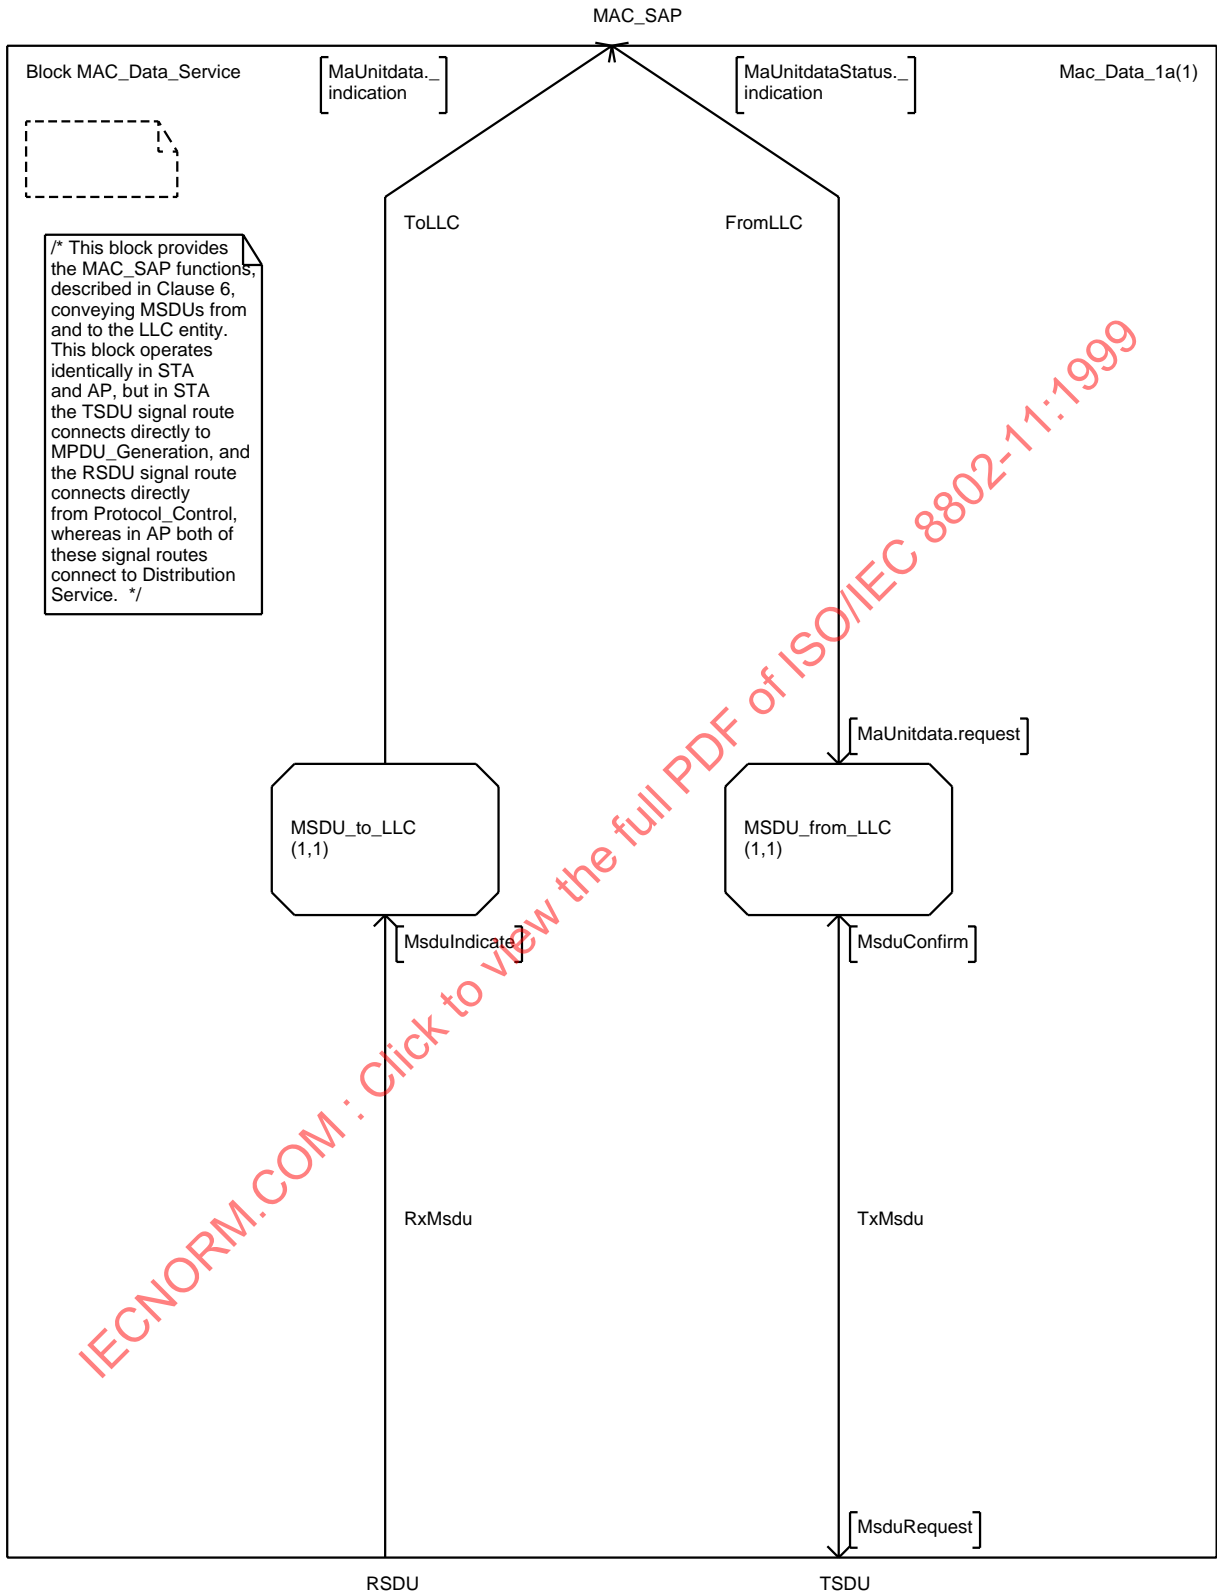 MAC_SAP
Block MAC_Data_Service
MaUnitdata._
indication
MaUnitdataStatus._
indication
Mac_Data_1a(1)
ToLLC
FromLLC
/* This block provides
the MAC_SAP functions,
described in Clause 6,
conveying MSDUs from
and to the LLC entity.
This block operates
identically in STA
and AP, but in STA
the TSDU signal route
connects directly to
MPDU_Generation, and
the RSDU signal route
connects directly
from Protocol_Control,
whereas in AP both of
these signal routes
connect to Distribution
Service.  */
MaUnitdata.request
MSDU_to_LLC
(1,1)
MSDU_from_LLC
(1,1)
MsduIndicate
MsduConfirm
RxMsdu
TxMsdu
MsduRequest
RSDU
TSDU
IECNORM.COM : Click to view the full PDF of ISO/IEC 8802-11:1999